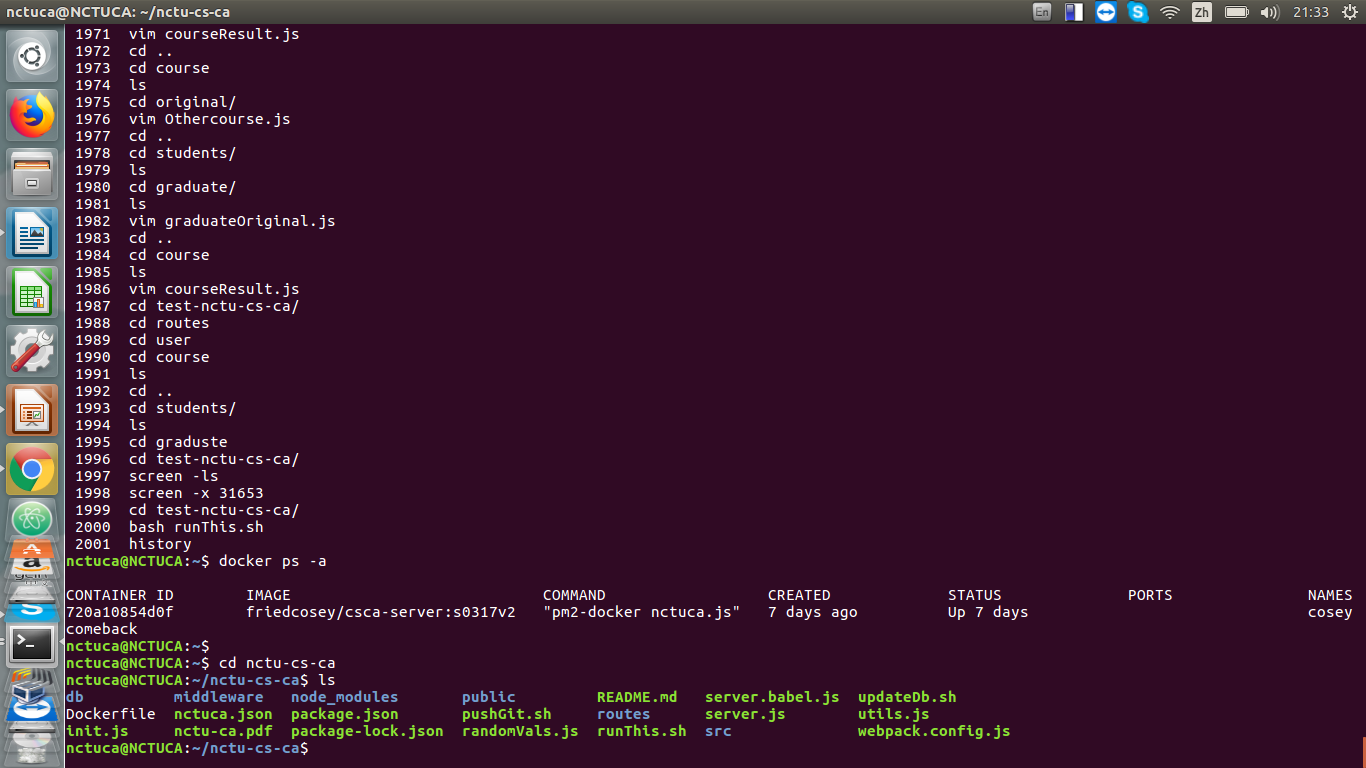 nctuca@NCTUCA: ~/nctu-cs-ca
En
Zh
21:33
1971 vim courseResult.js
1972 cd ..
1973 cd course
1974 ls
1975 cd original/
1976 vim Othercourse.js
1977 cd ..
1978 cd students/
1979 ls
1980 cd graduate/
1981 ls
1982 vim graduateOriginal.js
1983 cd ..
1984 cd course
1985 ls
1986 vim courseResult.js
1987 cd test-nctu-cs-ca/
1988 cd routes
1989 cd user
1990 cd course
1991 ls
1992 cd ..
1993 cd students/
1994 ls
1995 cd graduste
1996 cd test-nctu-cs-ca/
1997 screen -ls
1998 screen -x 31653
1999 cd test-nctu-cs-ca/
2000 bash runThis.sh
2001 history
nctuca@NCTUCA:~$ docker ps -a
CONTAINER ID IMAGE COMMAND CREATED STATUS PORTS NAMES
720a10854d0f friedcosey/csca-server:s0317v2 "pm2-docker nctuca.js" 7 days ago Up 7 days cosey
comeback
nctuca@NCTUCA:~$
nctuca@NCTUCA:~$ cd nctu-cs-ca
nctuca@NCTUCA:~/nctu-cs-ca$ ls
db middleware node_modules public README.md server.babel.js updateDb.sh
Dockerfile nctuca.json package.json pushGit.sh routes server.js utils.js
init.js nctu-ca.pdf package-lock.json randomVals.js runThis.sh src webpack.config.js
nctuca@NCTUCA:~/nctu-cs-ca$